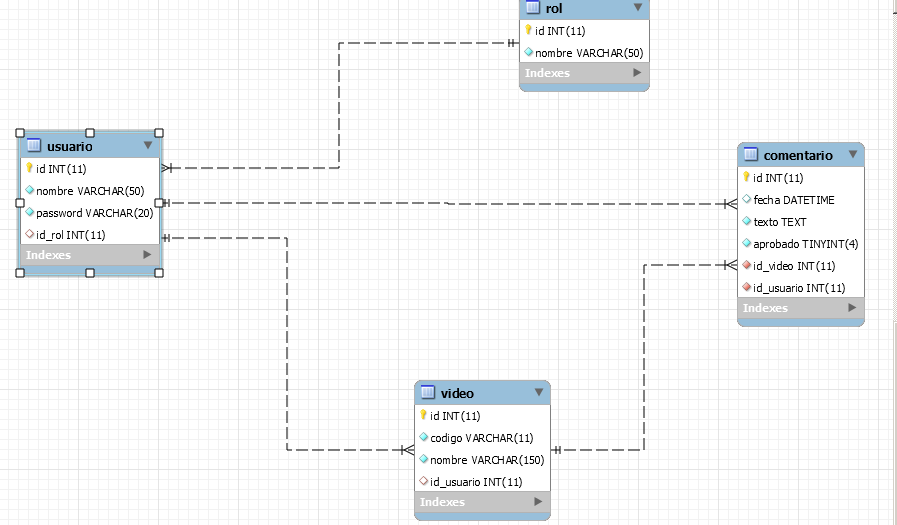 rol
id INT(11)
nombre VARCHAR(50)
Indexes
usuario
id INT(11)
nombre VARCHAR(50)
password VARCHAR(20)
id_rol INT(11)
Indexes
comentario
id INT(11)
fecha DATETIME
texto TEXT
aprobado TINYINT(4)
id_video INT(11)
id_usuario INT(11)
Indexes
video
id INT(11)
codigo VARCHAR(11)
nombre VARCHAR(150)
id_usuario INT(11)
Indexes